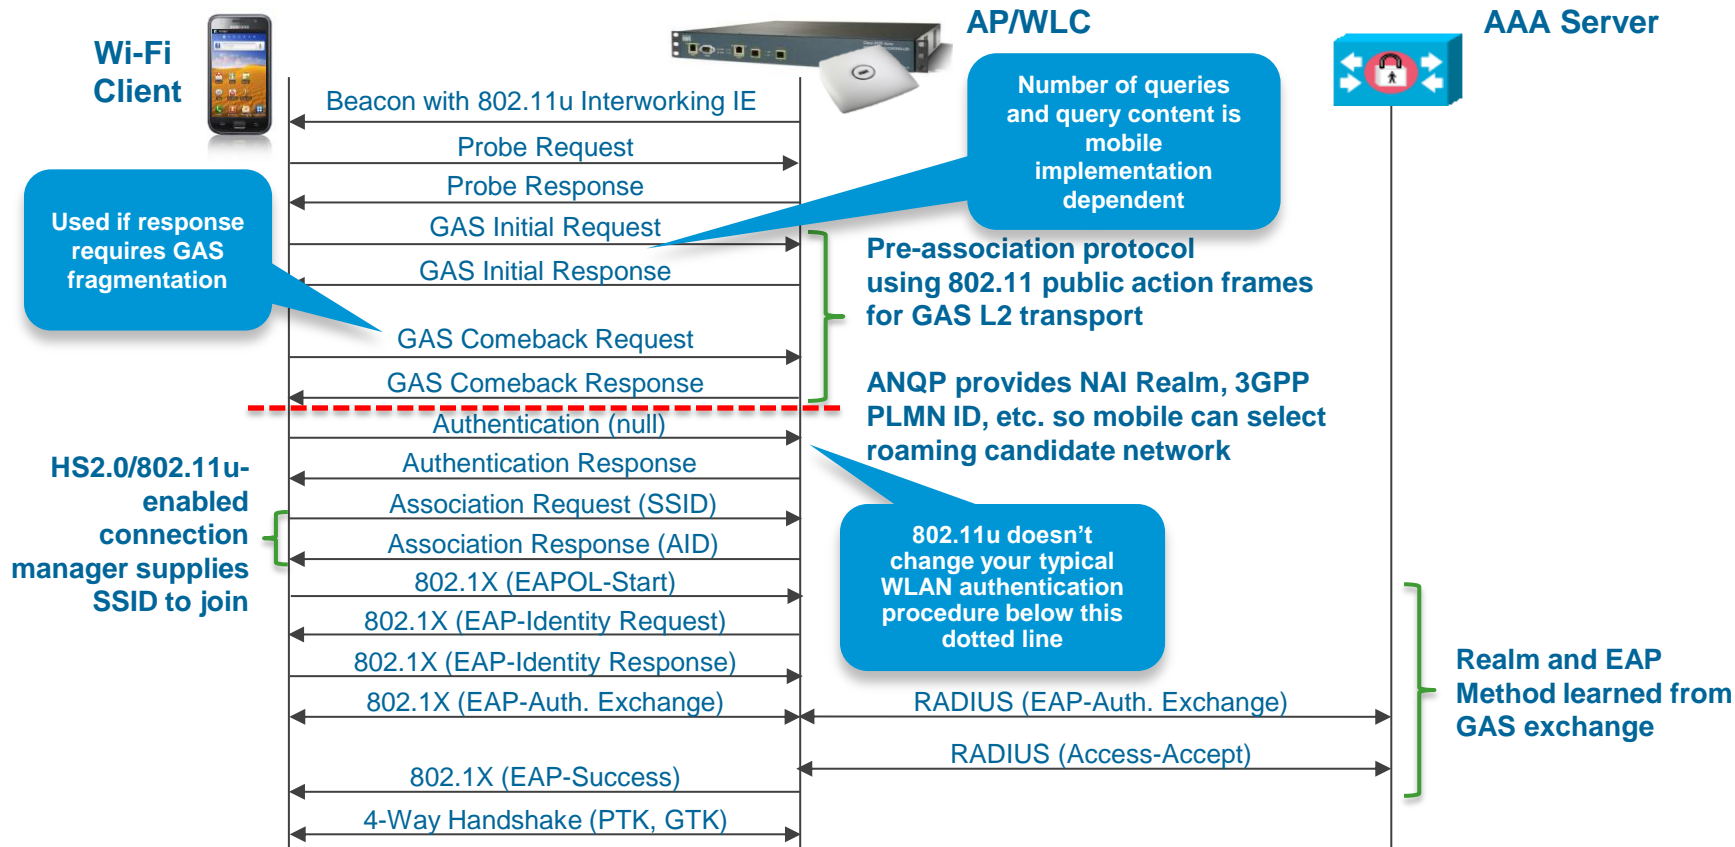 Wi-Fi
Client
AP/WLC
AAA Server
Beacon with 802.11u Interworking IE
Probe Request
Probe Response
GAS Initial Request
GAS Initial Response
GAS Comeback Request
GAS Comeback Response
Authentication (null)
Authentication Response
Association Request (SSID)
Association Response (AID)
802.1X (EAPOL-Start)
802.1X (EAP-Identity Request)
802.1X (EAP-Identity Response)
802.1X (EAP-Auth. Exchange)
RADIUS (EAP-Auth. Exchange)
RADIUS (Access-Accept)
802.1X (EAP-Success)
4-Way Handshake (PTK, GTK)
Number of queries
and query content is
mobile
implementation
dependent
Used if response
requires GAS
fragmentation
Pre-association protocol
using 802.11 public action frames
for GAS L2 transport
ANQP provides NAI Realm, 3GPP
PLMN ID, etc. so mobile can select
roaming candidate network
HS2.0/802.11u-
enabled
connection
manager supplies
SSID to join
802.11u doesn’t
change your typical
WLAN authentication
procedure below this
dotted line
Realm and EAP
Method learned from
GAS exchange